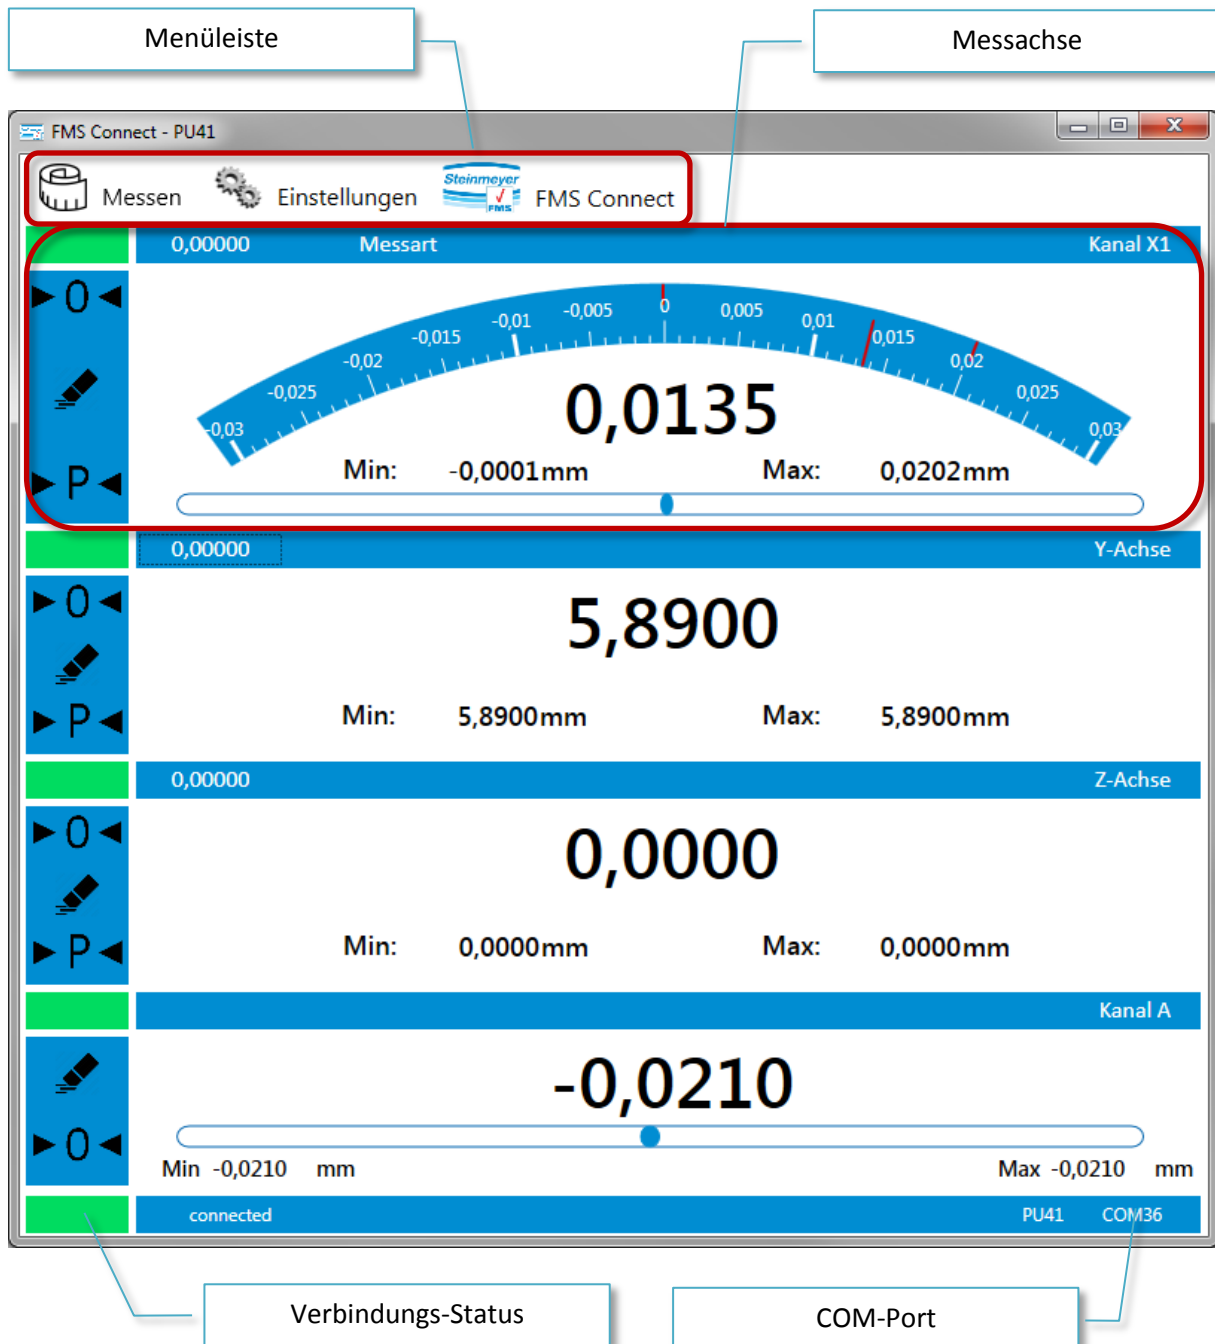 Menüleiste
Messachse
FMS Connect - PU41
Messen Einstellungen Steinmeyer FMS FMS Connect
0,00000 Messart Kanal X1
►0◄
-0,03 -0,025 -0,02 -0,015 -0,01 -0,005 0 0,005 0,01 0,015 0,02 0,025 0,03
0,0135
Min: -0,0001mm Max: 0,0202mm
►P◄
0,00000 Y-Achse
►0◄
5,8900
Min: 5,8900mm Max: 5,8900mm
►P◄
0,00000 Z-Achse
►0◄
0,0000
Min: 0,0000mm Max: 0,0000mm
►P◄
Kanal A
-0,0210
►0◄
Min -0,0210 mm Max -0,0210 mm
connected PU41 COM36
Verbindungs-Status
COM-Port